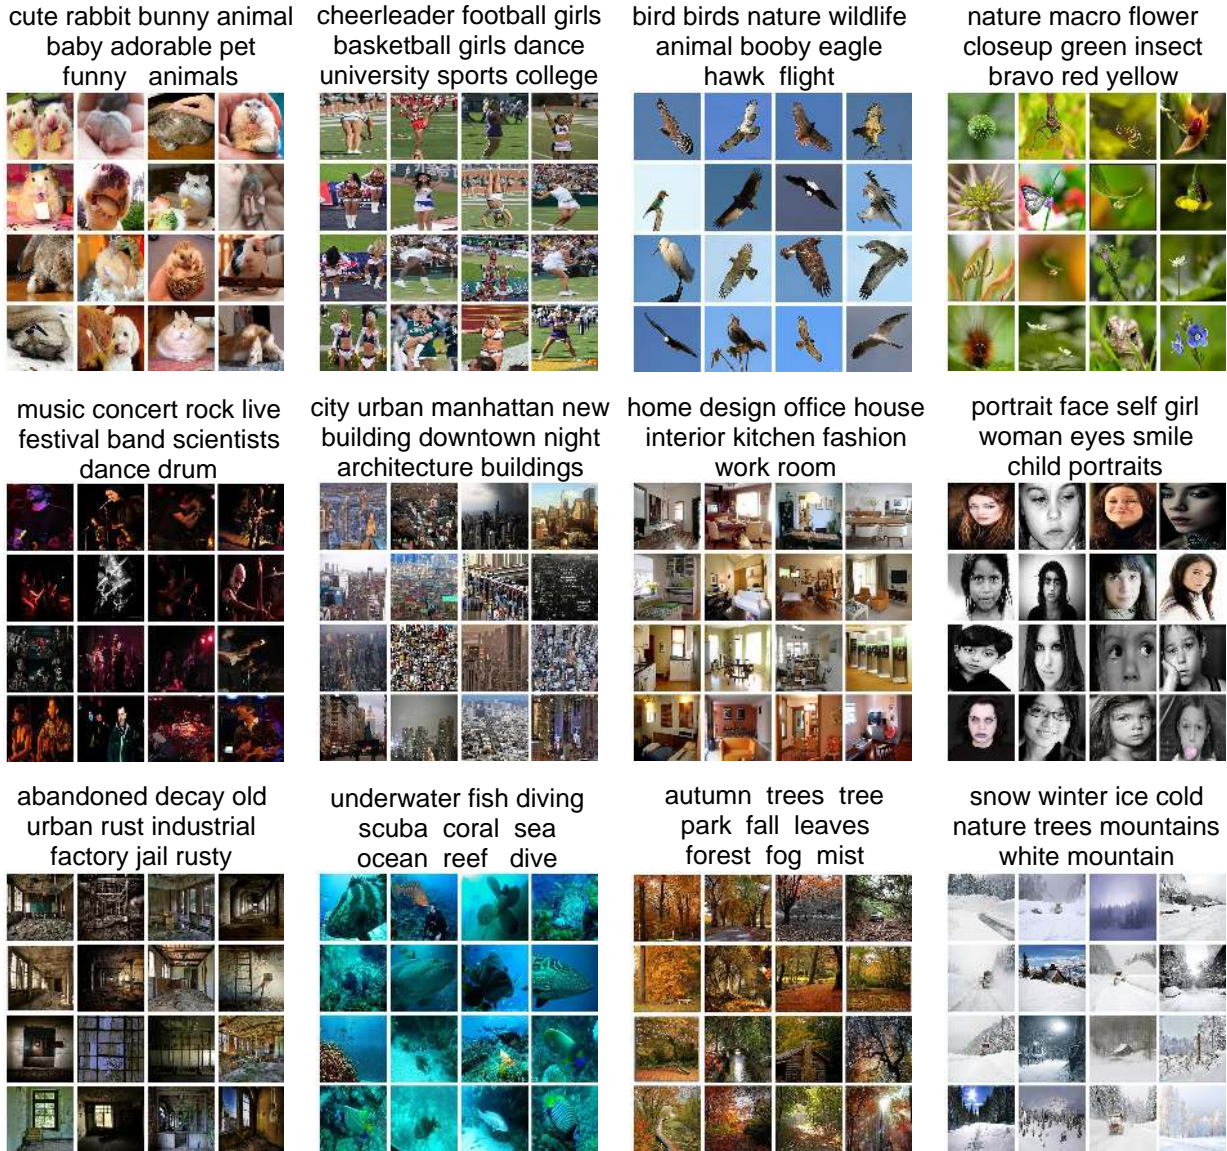 cute rabbit bunny animal
baby adorable pet
funny animals
cheerleader football girls
basketball girls dance
university sports college
bird birds nature wildlife
animal booby eagle
hawk flight
nature macro flower
closeup green insect
bravo red yellow
music concert rock live
festival band scientists
dance drum
city urban manhattan new
building downtown night
architecture buildings
home design office house
interior kitchen fashion
work room
portrait face self girl
woman eyes smile
child portraits
abandoned decay old
urban rust industrial
factory jail rusty
underwater fish diving
scuba coral sea
ocean reef dive
autumn trees tree
park fall leaves
forest fog mist
snow winter ice cold
nature trees mountains
white mountain